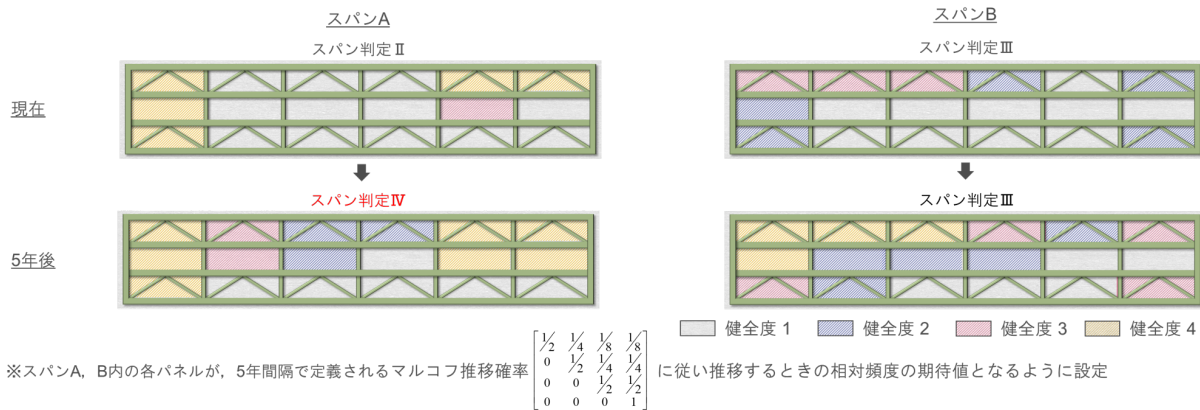 スパンA
スパン判定Ⅱ
スパンB
スパン判定Ⅲ
現在
スパン判定Ⅳ
スパン判定Ⅲ
5年後
健全度 1 健全度 2 健全度 3 健全度 4
※スパンA，B内の各パネルが，5年間隔で定義されるマルコフ推移確率 に従い推移するときの相対頻度の期待値となるように設定
1/2 1/4 1/8 1/8
0 1/2 1/4 1/4
0 0 1/2 1/2
0 0 0 1